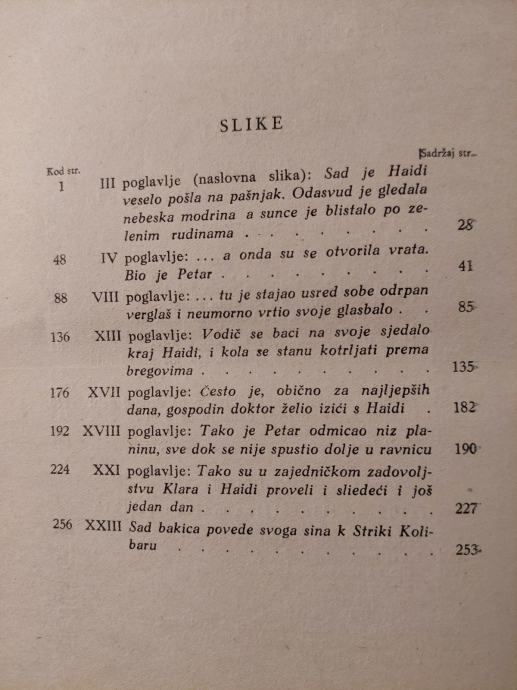 SLIKE
Kod str. Sadržaj str.
1 III poglavlje (naslovna slika): Sad je Haidi
veselo pošla na pašnjak. Odasvud je gledala
nebeska modrina a sunce je blistalo po ze-
lenim rudinama . . . . . . . 28
48 IV poglavlje: ... a onda su se otvorila vrata.
Bio je Petar . . . . . . . . 41
88 VIII poglavlje: ... tu je stajao usred sobe odrpan
verglaš i neumorno vrtio svoje glasbalo . . 85
136 XIII poglavlje: Vodič se baci na svoje sjedalo
kraj Haidi, i kola se stanu kotrljati prema
bregovima . . . . . . . . 135
176 XVII poglavlje: Često je, obično za najljepših
dana, gospodin doktor želio izići s Haidi . 182
192 XVIII poglavlje: Tako je Petar odmicao niz pla-
ninu, sve dok se nije spustio dolje u ravnicu 190
224 XXI poglavlje: Tako su u zajedničkom zadovolj-
stvu Klara i Haidi proveli i sliedeći i još
jedan dan . . . . . . . . 227
256 XXIII Sad bakica povede svoga sina k Striki Koli-
baru . . . . . . . . . 253